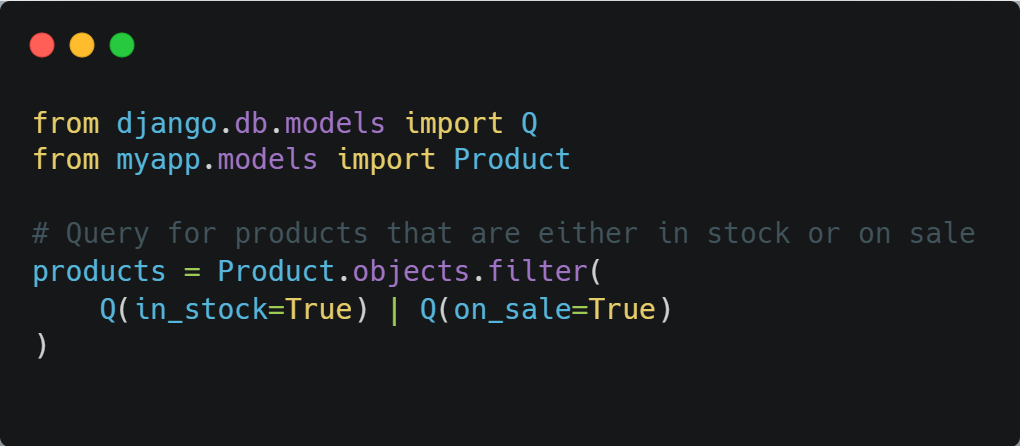 from django.db.models import Q
from myapp.models import Product

# Query for products that are either in stock or on sale
products = Product.objects.filter(
    Q(in_stock=True) | Q(on_sale=True)
)